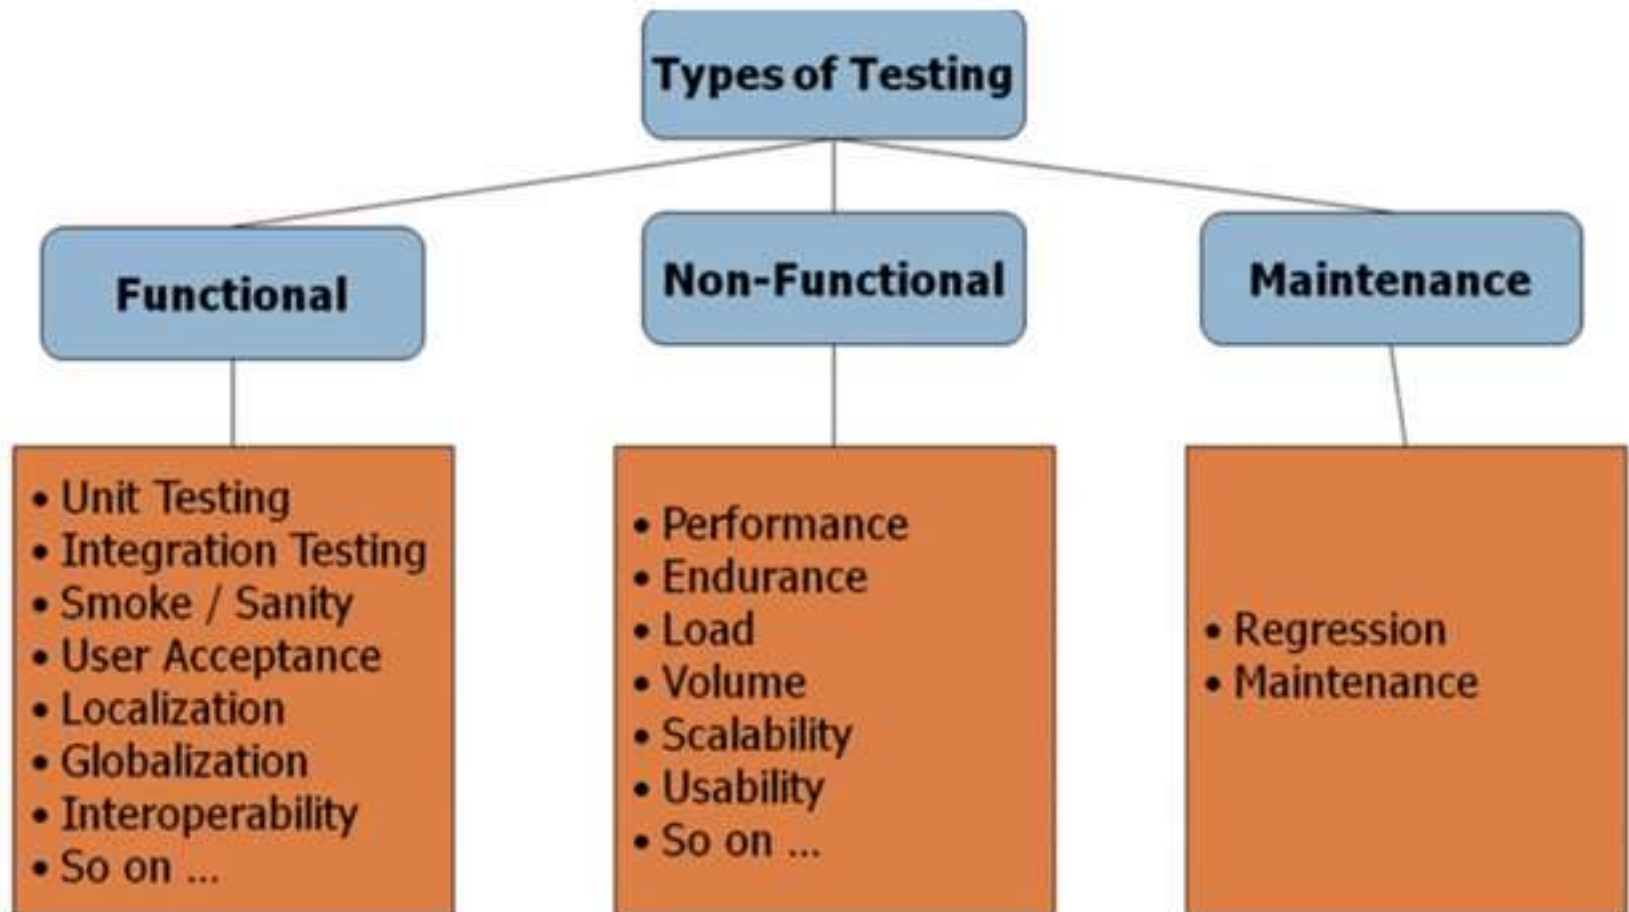 Types of Testing
Functional
Non-Functional
Maintenance
• Unit Testing
• Integration Testing
• Smoke / Sanity
• User Acceptance
• Localization
• Globalization
• Interoperability
• So on ...
• Performance
• Endurance
• Load
• Volume
• Scalability
• Usability
• So on ...
• Regression
• Maintenance